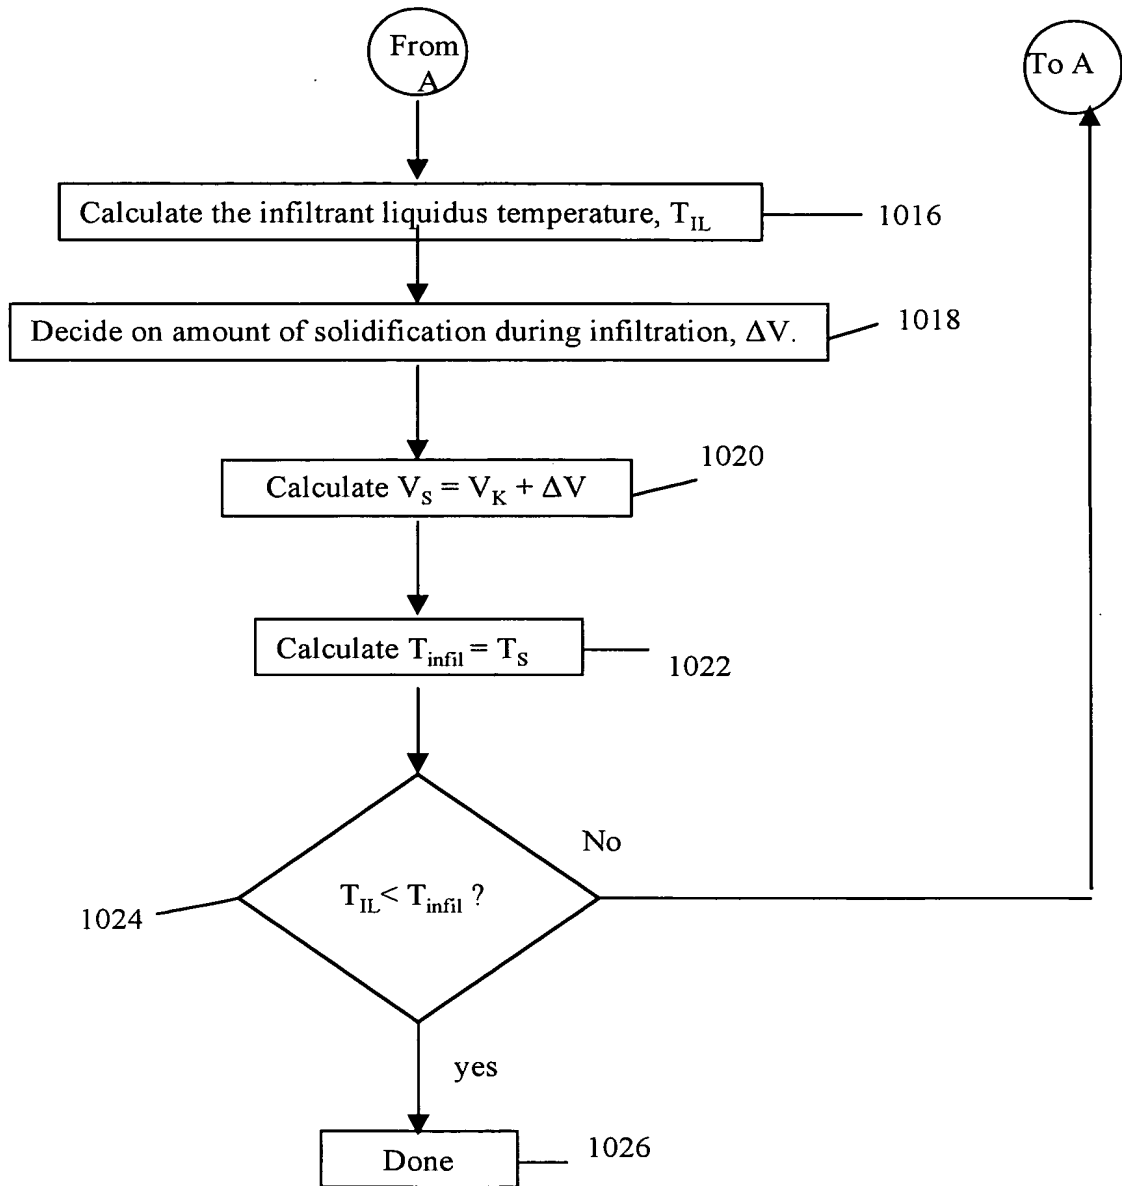 From
A
To A
Calculate the infiltrant liquidus temperature, T_IL
1016
Decide on amount of solidification during infiltration, ΔV.
1018
1020
Calculate V_S = V_K + ΔV
Calculate T_infil = T_S
1022
No
T_IL < T_infil ?
1024
yes
Done
1026